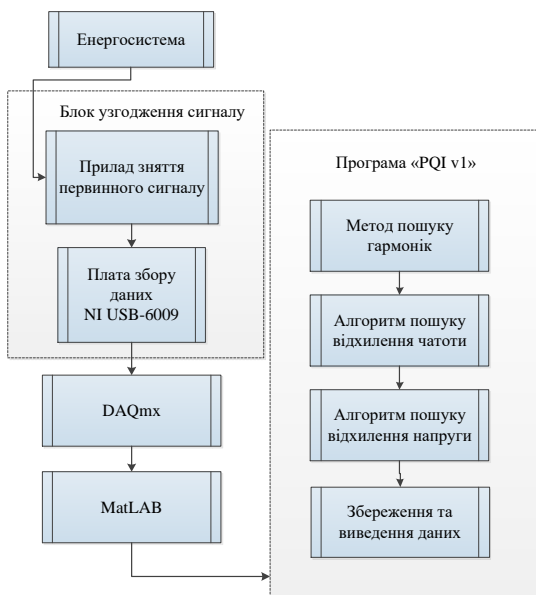 Енергосистема
Блок узгодження сигналу
Прилад зняття
первинного сигналу
Плата збору
даних
NI USB-6009
DAQmx
MatLAB
Програма «PQI v1»
Метод пошуку
гармонік
Алгоритм пошуку
відхилення чатоти
Алгоритм пошуку
відхилення напруги
Збереження та
виведення даних